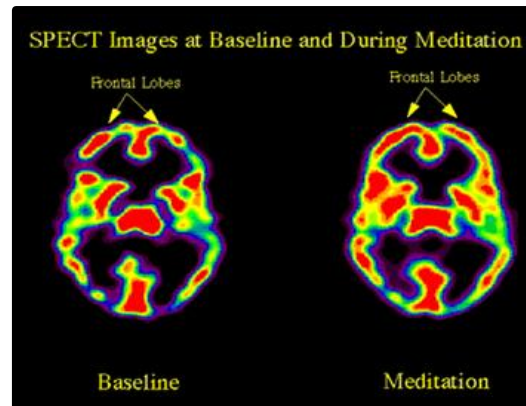 SPECT Images at Baseline and During Meditation
Frontal Lobes
Frontal Lobes
Baseline
Meditation